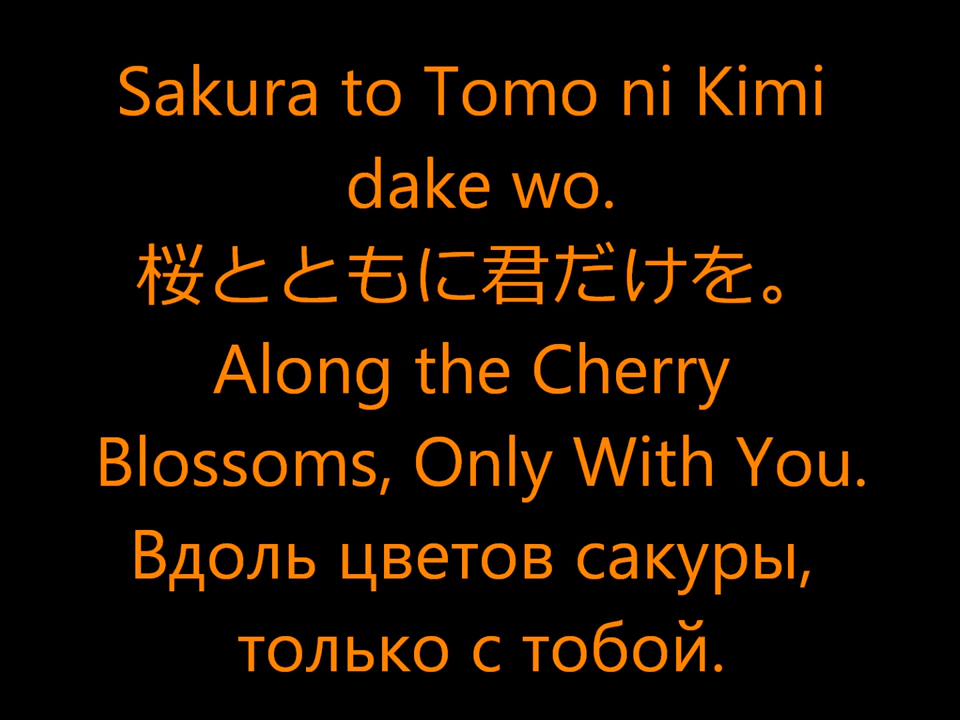 Sakura to Tomo ni Kimi
dake wo.
桜とともに君だけを。
Along the Cherry
Blossoms, Only With You.
Вдоль цветов сакуры,
только с тобой.